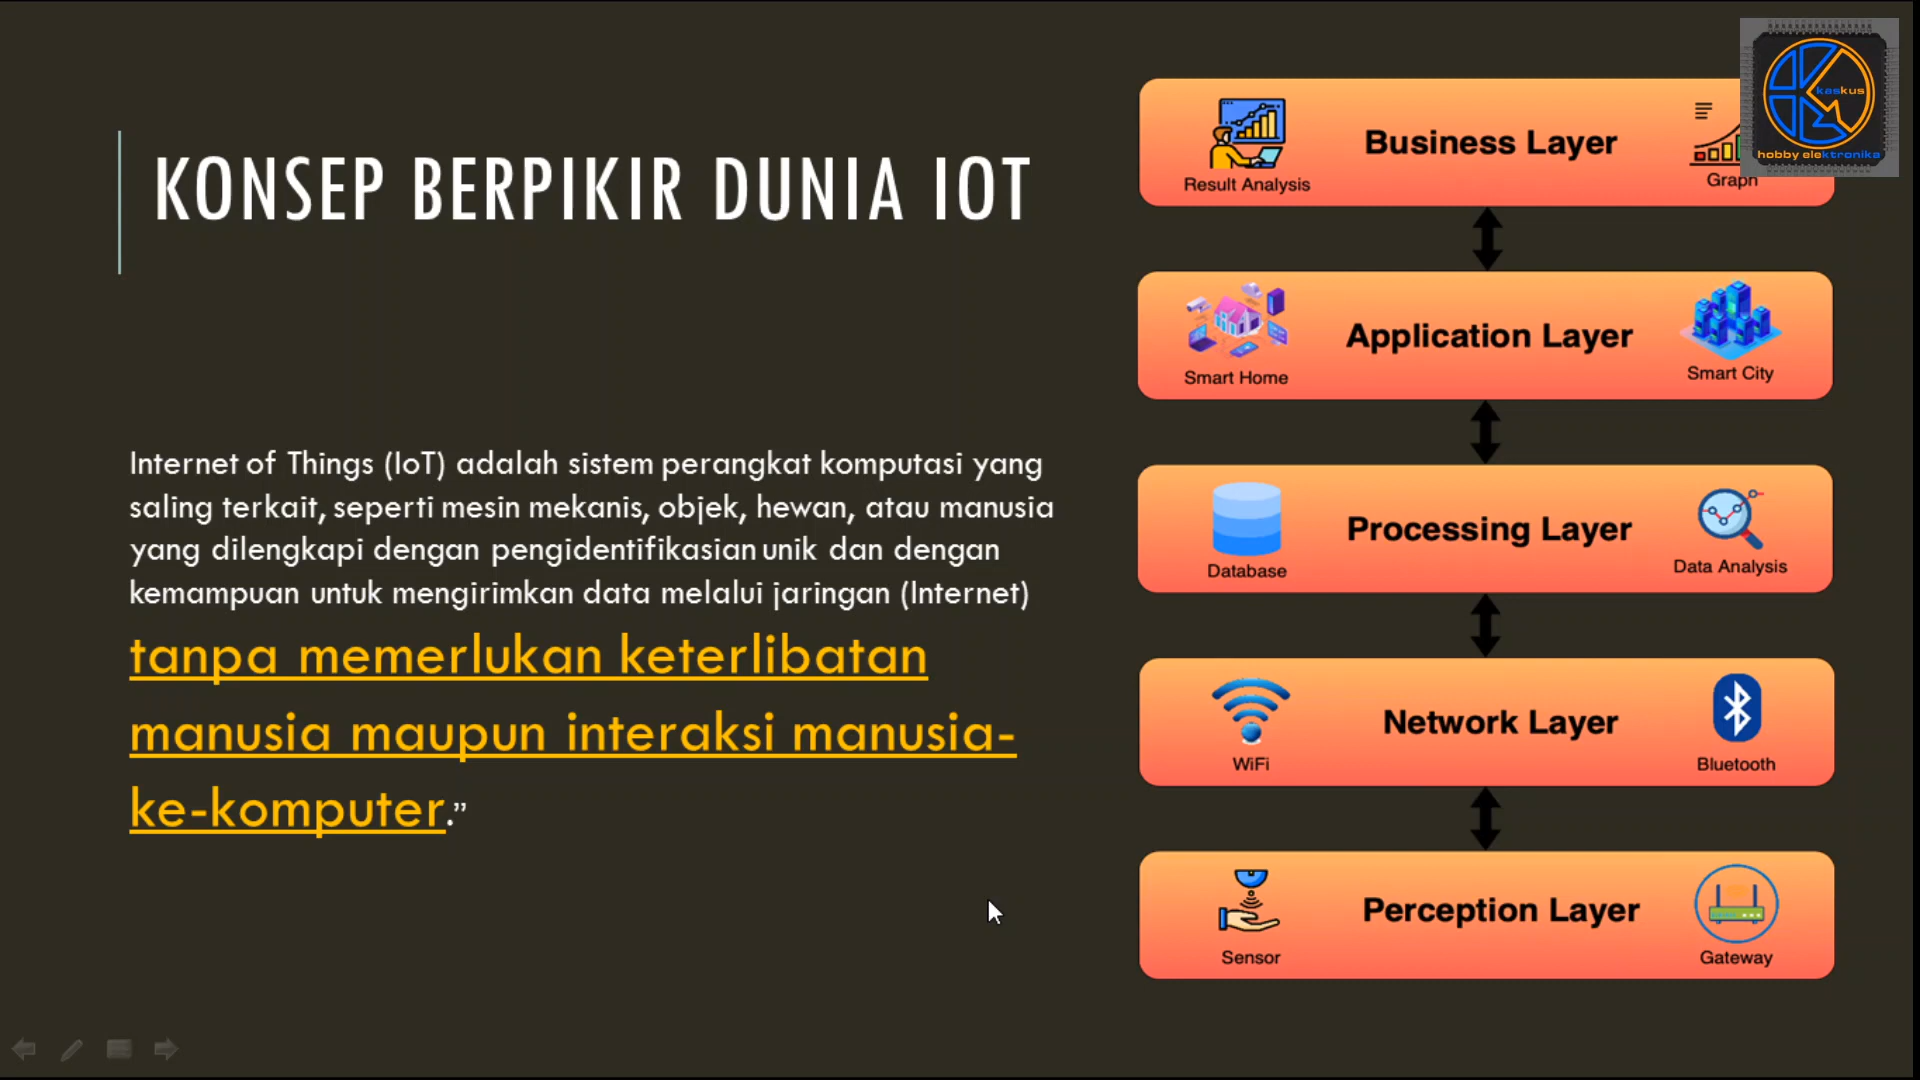 KONSEP BERPIKIR DUNIA IOT
Internet of Things (IoT) adalah sistem perangkat komputasi yang
saling terkait, seperti mesin mekanis, objek, hewan, atau manusia
yang dilengkapi dengan pengidentifikasian unik dan dengan
kemampuan untuk mengirimkan data melalui jaringan (Internet)
tanpa memerlukan keterlibatan
manusia maupun interaksi manusia-
ke-komputer.”
Business Layer
Result Analysis
Graph
kaskus
hobby elektronika
Application Layer
Smart Home
Smart City
Processing Layer
Database
Data Analysis
Network Layer
WiFi
Bluetooth
Perception Layer
Sensor
Gateway